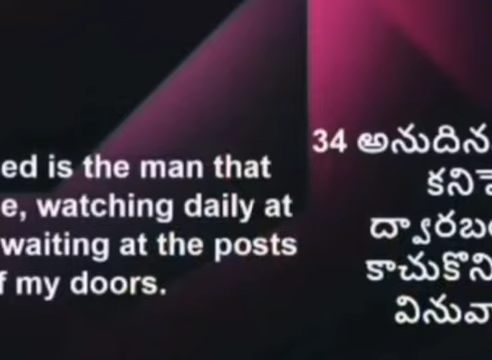 ed is the man that
e, watching daily at
waiting at the posts
f my doors.
34 అనుదిన
కని
ద్వారబ
కాచుకొని
వినువా